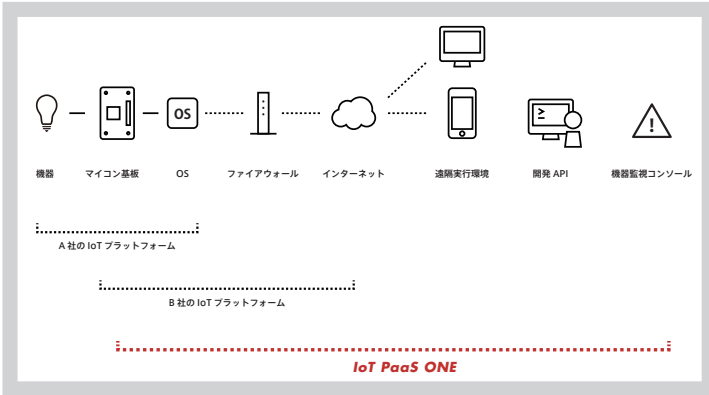 OS
機器
マイコン基板
OS
ファイアウォール
インターネット
遠隔実行環境
開発 API
機器監視コンソール
A 社の IoT プラットフォーム
B 社の IoT プラットフォーム
IoT PaaS ONE